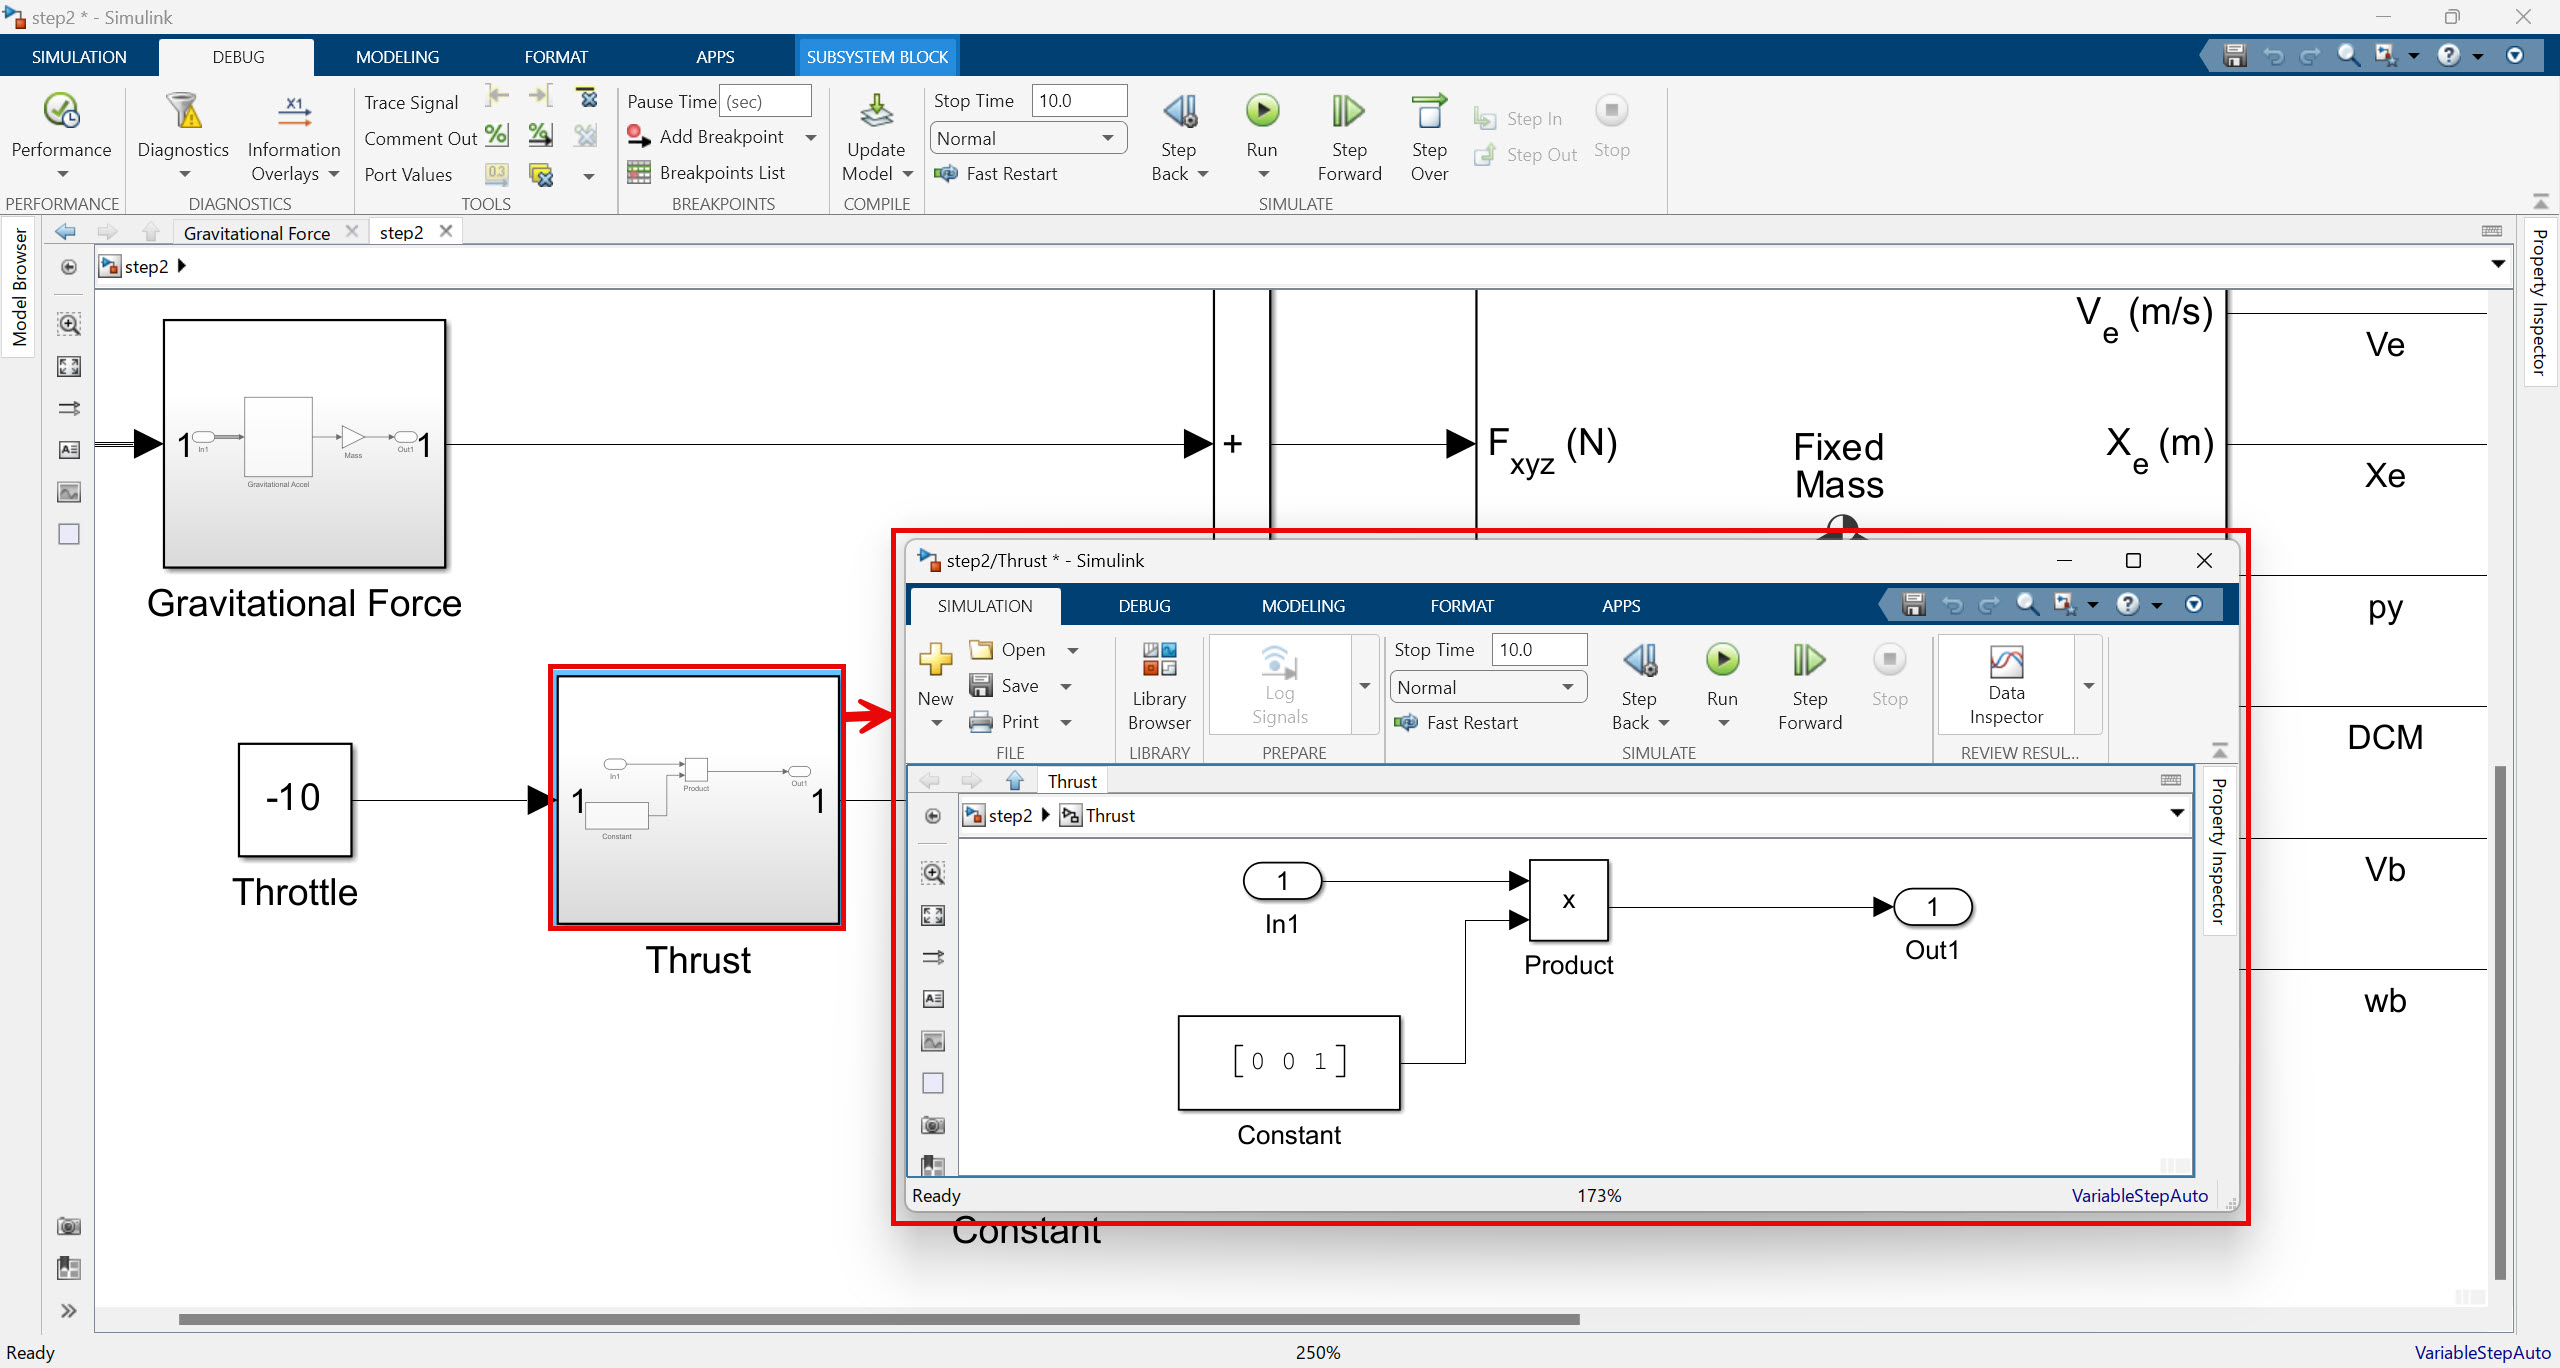 step2 * - Simulink
SIMULATION DEBUG MODELING FORMAT APPS SUBSYSTEM BLOCK
Performance
PERFORMANCE
Diagnostics
Information
Overlays
DIAGNOSTICS
Trace Signal
Comment Out
Port Values
TOOLS
Pause Time (sec)
Add Breakpoint
Breakpoints List
BREAKPOINTS
Update
Model
COMPILE
Stop Time 10.0
Normal
Fast Restart
Step
Back
Run
Step
Forward
Step
Over
Step In
Step Out
Stop
SIMULATE
Model Browser
Gravitational Force step2
step2
Property Inspector
1 In1 Gravitational Accel Mass Out1 1
Gravitational Force
+
F xyz (N)
Fixed
Mass
V e (m/s)
Ve
X e (m)
Xe
py
DCM
Vb
wb
-10
Throttle
1 In1 Constant Product Out1 1
Thrust
step2/Thrust * - Simulink
SIMULATION DEBUG MODELING FORMAT APPS
New
Open
Save
Print
FILE
Library
Browser
LIBRARY
Log
Signals
PREPARE
Stop Time 10.0
Normal
Fast Restart
Step
Back
Run
Step
Forward
Stop
SIMULATE
Data
Inspector
REVIEW RESUL...
Thrust
step2 Thrust
Property Inspector
1
In1
x
Product
1
Out1
[0 0 1]
Constant
Ready 173% VariableStepAuto
Constant
Ready 250% VariableStepAuto